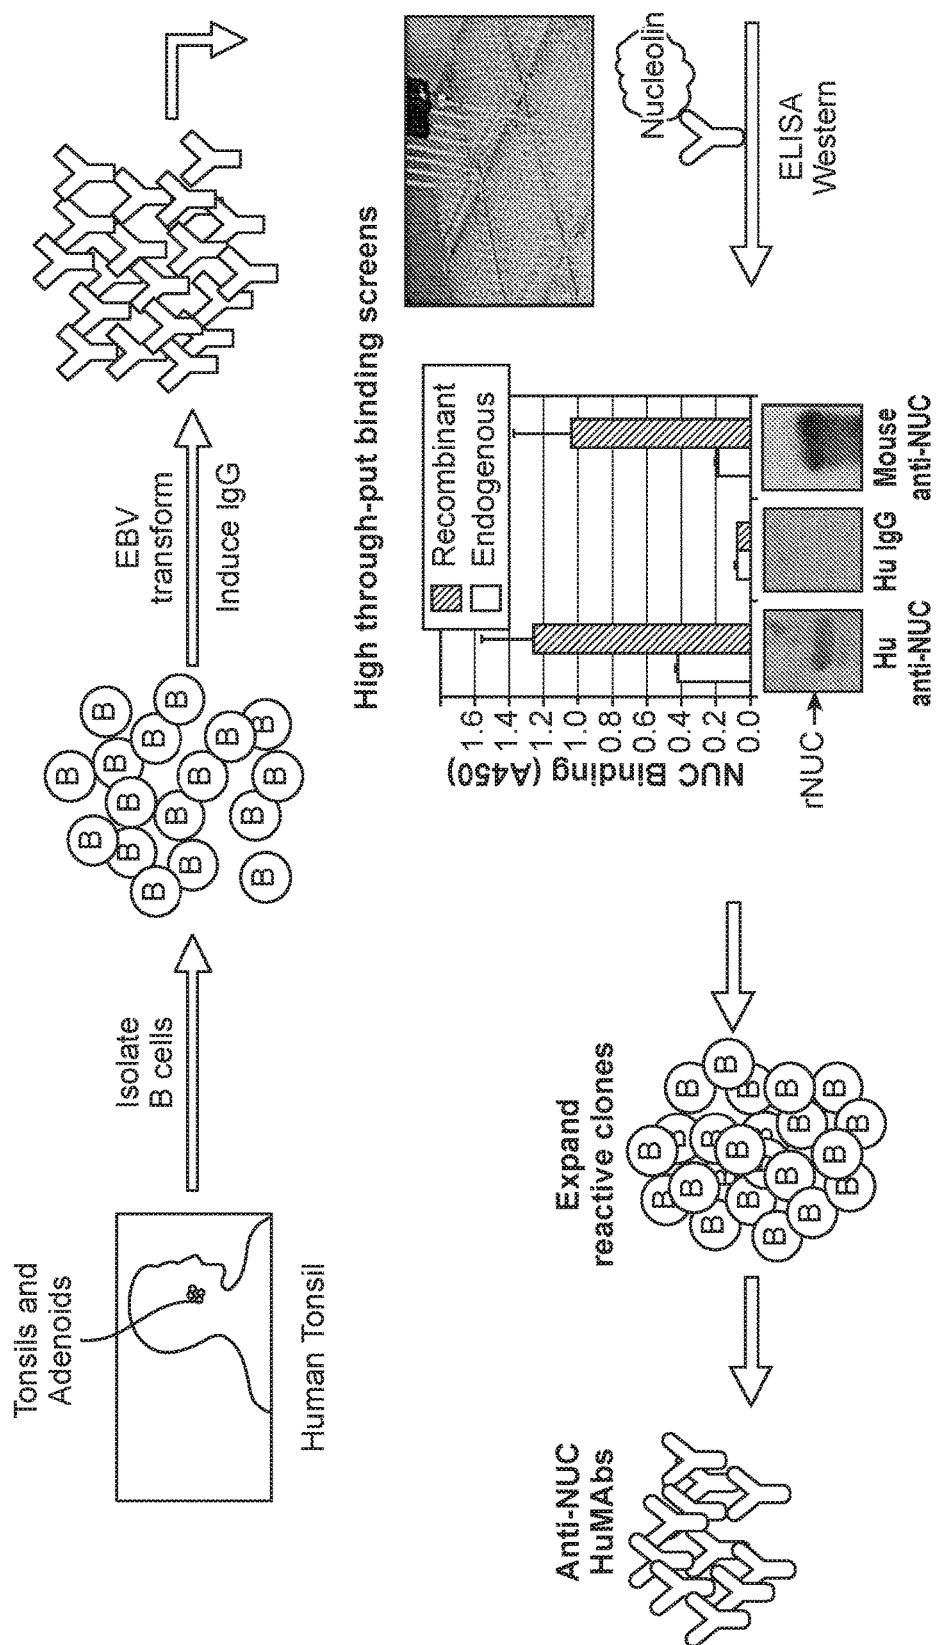 Tonsils and
Adenoids
Human Tonsil
Isolate
B cells
B B B B B B B B B B B B B B B B B
EBV
transform
Induce IgG
High through-put binding screens
Nucleolin
ELISA
Western
Recombinant
Endogenous
NUC Binding (A450)
1.6
1.4
1.2
1.0
0.8
0.6
0.4
0.2
0.0
rNUC
Hu
anti-NUC
Hu IgG
Mouse
anti-NUC
Expand
reactive clones
B B B B B B B B B B B B B B B B B B B B B B
Anti-NUC
HuMAbs